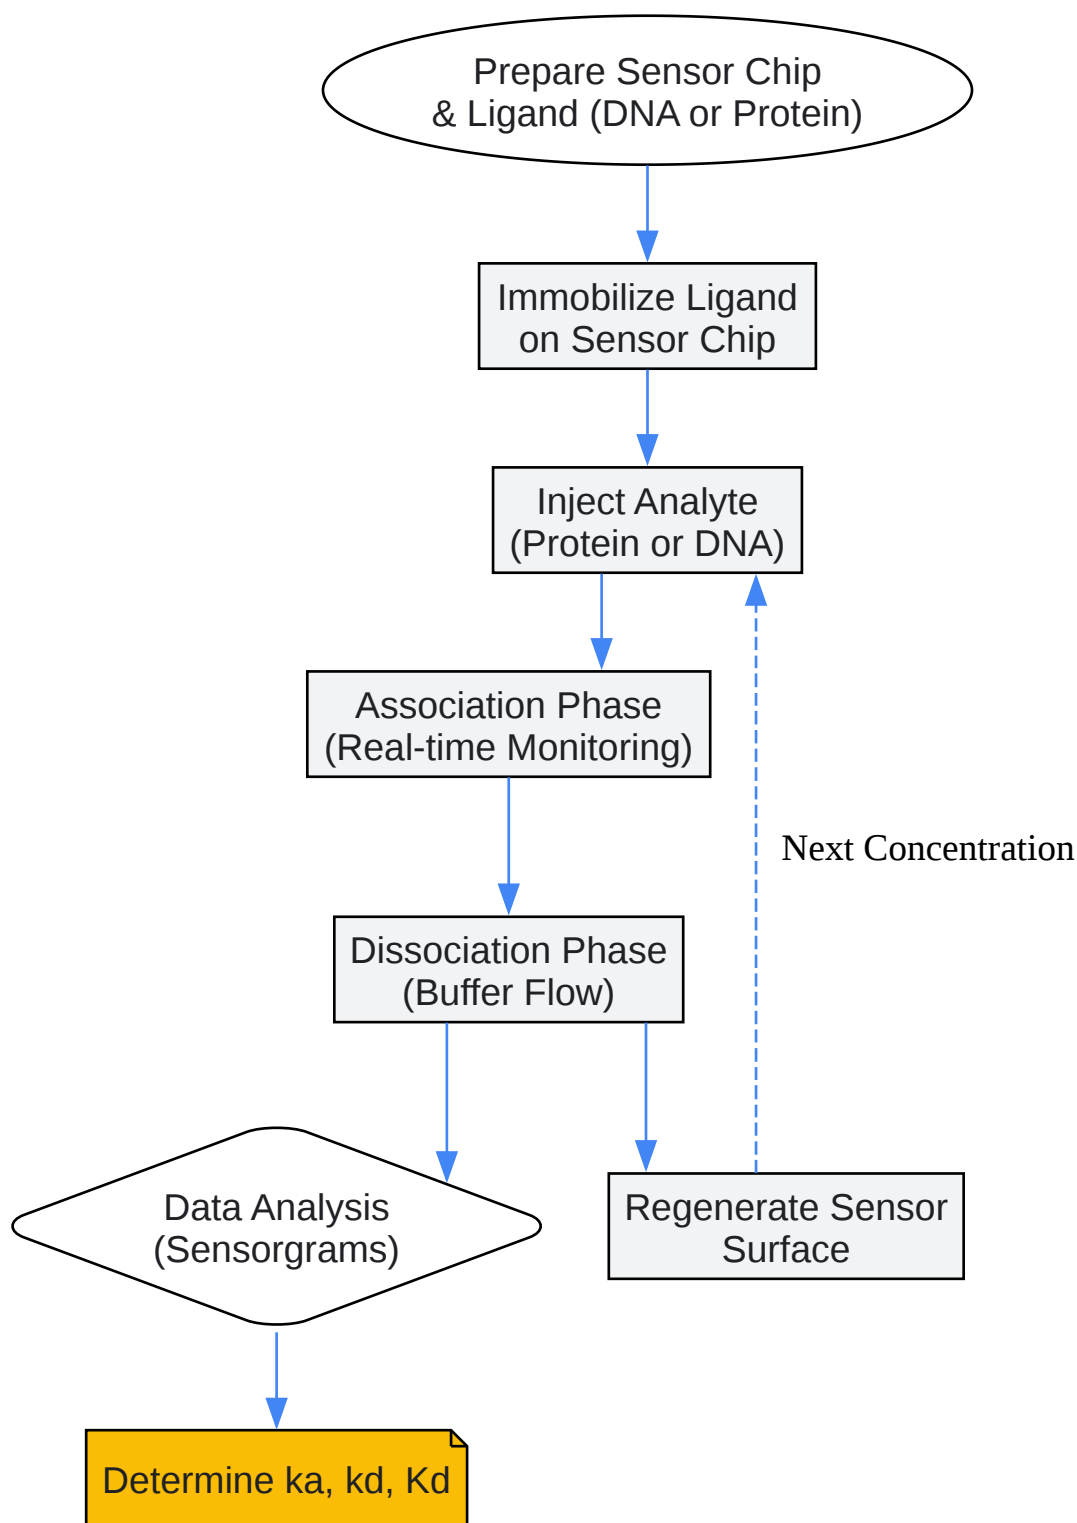 Prepare Sensor Chip
& Ligand (DNA or Protein)
Immobilize Ligand
on Sensor Chip
Inject Analyte
(Protein or DNA)
Association Phase
(Real-time Monitoring)
Next Concentration
Dissociation Phase
(Buffer Flow)
Data Analysis
(Sensorgrams)
Regenerate Sensor
Surface
Determine ka, kd, Kd